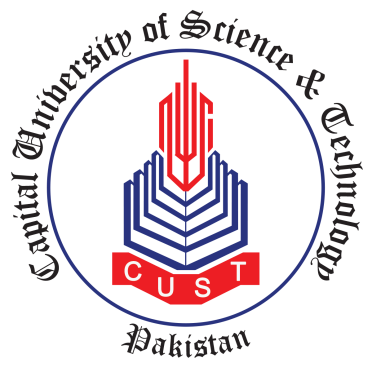 Capital University of Science & Technology
CUST
Pakistan